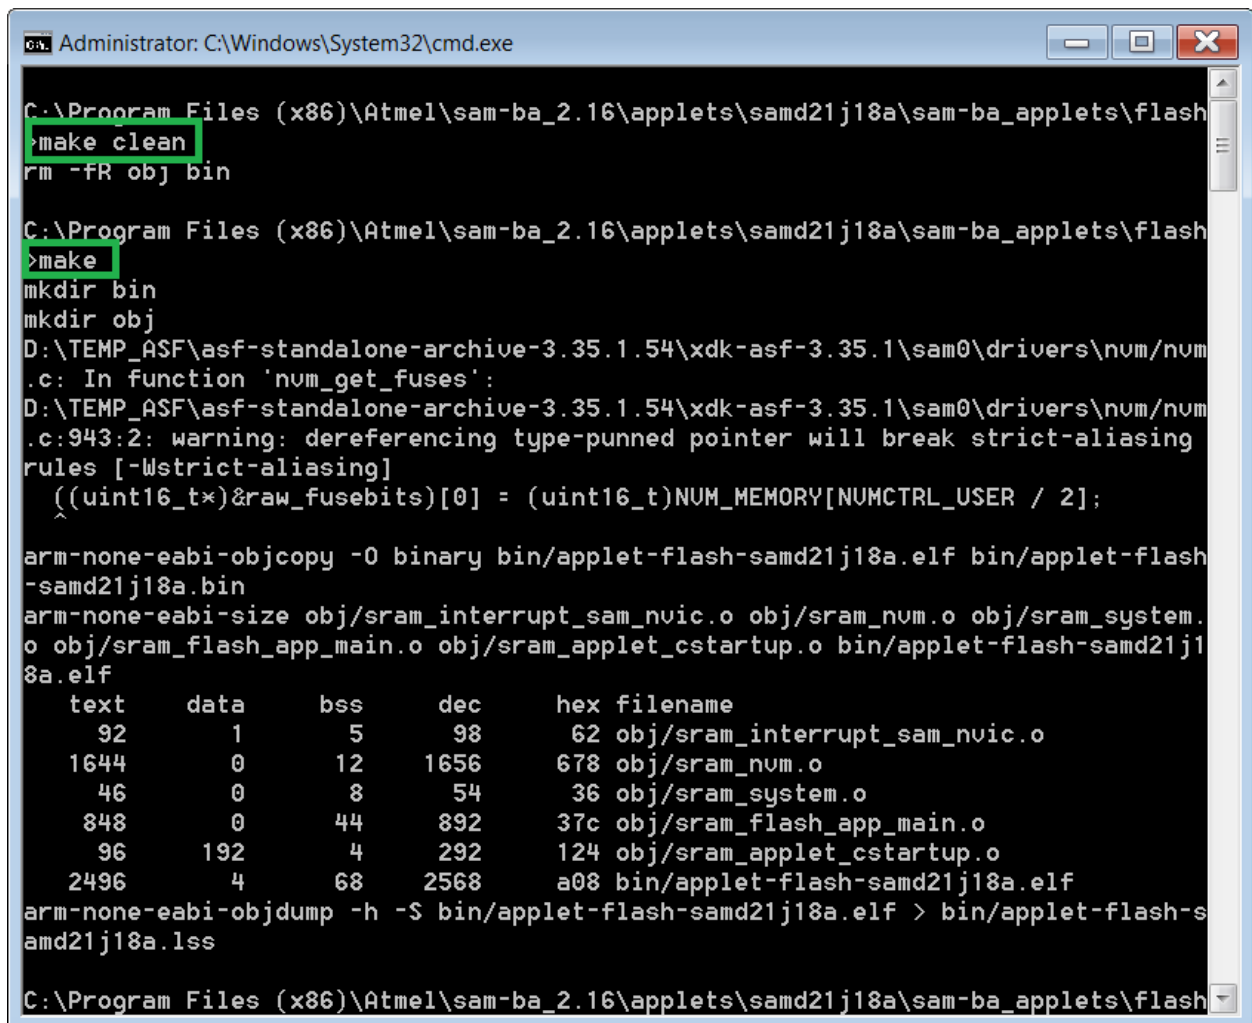 Administrator: C:\Windows\System32\cmd.exe
C:\Program Files (x86)\Atmel\sam-ba_2.16\applets\samd21j18a\sam-ba_applets\flash
>make clean
rm -fR obj bin
C:\Program Files (x86)\Atmel\sam-ba_2.16\applets\samd21j18a\sam-ba_applets\flash
>make
mkdir bin
mkdir obj
D:\TEMP_ASF\asf-standalone-archive-3.35.1.54\xdk-asf-3.35.1\sam0\drivers\nvm/nvm
.c: In function 'nvm_get_fuses':
D:\TEMP_ASF\asf-standalone-archive-3.35.1.54\xdk-asf-3.35.1\sam0\drivers\nvm/nvm
.c:943:2: warning: dereferencing type-punned pointer will break strict-aliasing
rules [-Wstrict-aliasing]
  ((uint16_t*)&raw_fusebits)[0] = (uint16_t)NVM_MEMORY[NVMCTRL_USER / 2];
  ^
arm-none-eabi-objcopy -O binary bin/applet-flash-samd21j18a.elf bin/applet-flash
-samd21j18a.bin
arm-none-eabi-size obj/sram_interrupt_sam_nvic.o obj/sram_nvm.o obj/sram_system.
o obj/sram_flash_app_main.o obj/sram_applet_cstartup.o bin/applet-flash-samd21j1
8a.elf
   text    data     bss     dec     hex filename
     92       1       5      98      62 obj/sram_interrupt_sam_nvic.o
   1644       0      12    1656     678 obj/sram_nvm.o
     46       0       8      54      36 obj/sram_system.o
    848       0      44     892     37c obj/sram_flash_app_main.o
     96     192       4     292     124 obj/sram_applet_cstartup.o
   2496       4      68    2568     a08 bin/applet-flash-samd21j18a.elf
arm-none-eabi-objdump -h -S bin/applet-flash-samd21j18a.elf > bin/applet-flash-s
amd21j18a.lss
C:\Program Files (x86)\Atmel\sam-ba_2.16\applets\samd21j18a\sam-ba_applets\flash